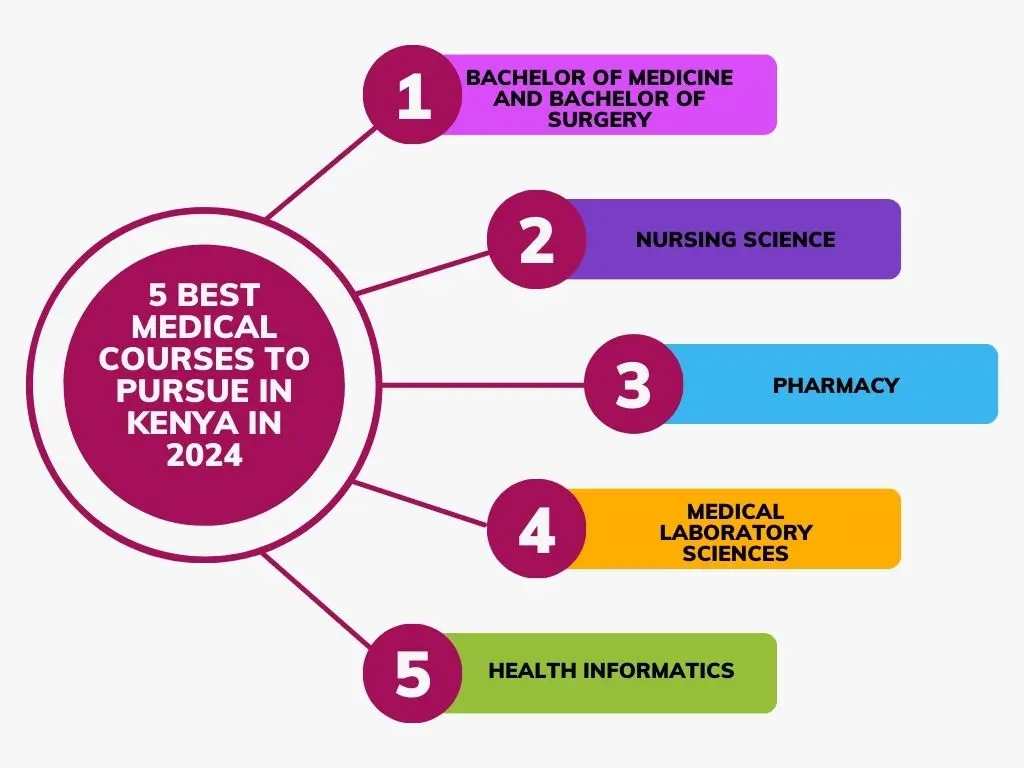 5 BEST
MEDICAL
COURSES TO
PURSUE IN
KENYA IN
2024
1
BACHELOR OF MEDICINE
AND BACHELOR OF
SURGERY
2
NURSING SCIENCE
3
PHARMACY
4
MEDICAL
LABORATORY
SCIENCES
5
HEALTH INFORMATICS